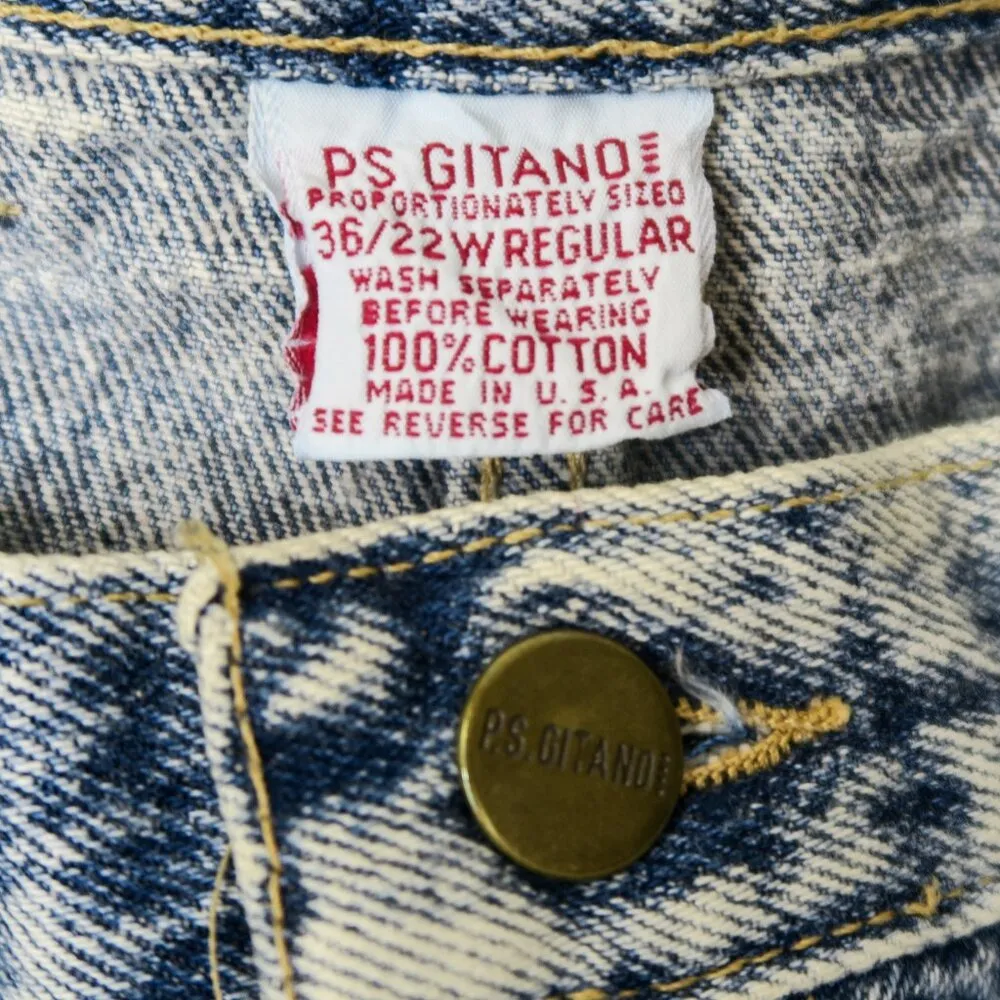 PS GITANO
PROPORTIONATELY SIZED
36/22W REGULAR
WASH SEPARATELY
BEFORE WEARING
100% COTTON
MADE IN U.S.A.
SEE REVERSE FOR CARE
P.S. GITANO